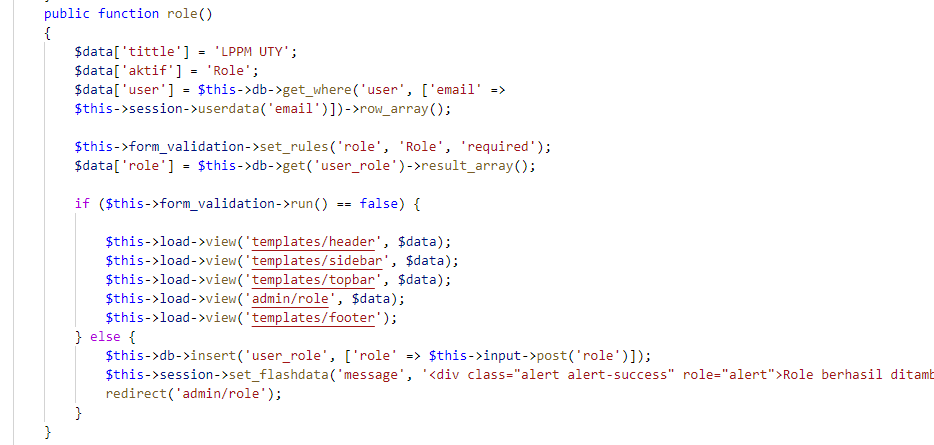 public function role()
{
$data['tittle'] = 'LPPM UTY';
$data['aktif'] = 'Role';
$data['user'] = $this->db->get_where('user', ['email' =>
$this->session->userdata('email')])->row_array();
$this->form_validation->set_rules('role', 'Role', 'required');
$data['role'] = $this->db->get('user_role')->result_array();
if ($this->form_validation->run() == false) {
$this->load->view('templates/header', $data);
$this->load->view('templates/sidebar', $data);
$this->load->view('templates/topbar', $data);
$this->load->view('admin/role', $data);
$this->load->view('templates/footer');
} else {
$this->db->insert('user_role', ['role' => $this->input->post('role')]);
$this->session->set_flashdata('message', '<div class="alert alert-success" role="alert">Role berhasil
redirect('admin/role');
}
}